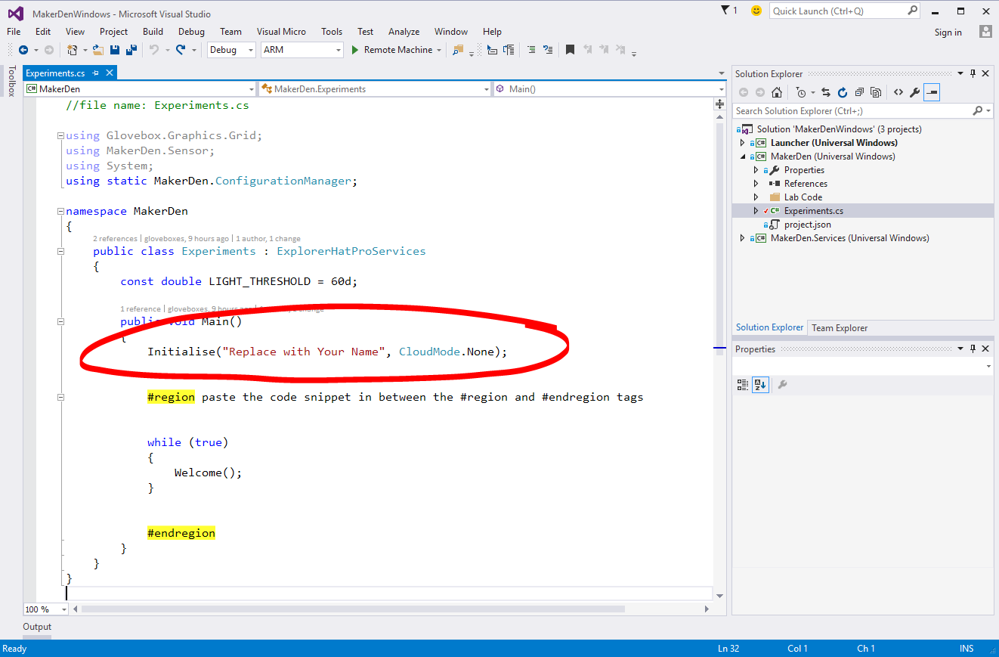 MakerDenWindows - Microsoft Visual Studio
1
Quick Launch (Ctrl+Q)
File Edit View Project Build Debug Team Visual Micro Tools Test Analyze Window Help
Sign in
Debug ARM Remote Machine
Toolbox
Experiments.cs
C# MakerDen MakerDen.Experiments Main()
//file name: Experiments.cs
using Glovebox.Graphics.Grid;
using MakerDen.Sensor;
using System;
using static MakerDen.ConfigurationManager;
namespace MakerDen
{
2 references | gloveboxes, 9 hours ago | 1 author, 1 change
public class Experiments : ExplorerHatProServices
{
const double LIGHT_THRESHOLD = 60d;
1 reference | gloveboxes, 9 hours ago
public void Main()
{
Initialise("Replace with Your Name", CloudMode.None);
#region paste the code snippet in between the #region and #endregion tags
while (true)
{
Welcome();
}
#endregion
}
}
}
100 %
Output
Solution Explorer
Search Solution Explorer (Ctrl+;)
Solution 'MakerDenWindows' (3 projects)
C# Launcher (Universal Windows)
C# MakerDen (Universal Windows)
Properties
References
Lab Code
C# Experiments.cs
project.json
C# MakerDen.Services (Universal Windows)
Solution Explorer Team Explorer
Properties
Ready Ln 32 Col 1 Ch 1 INS